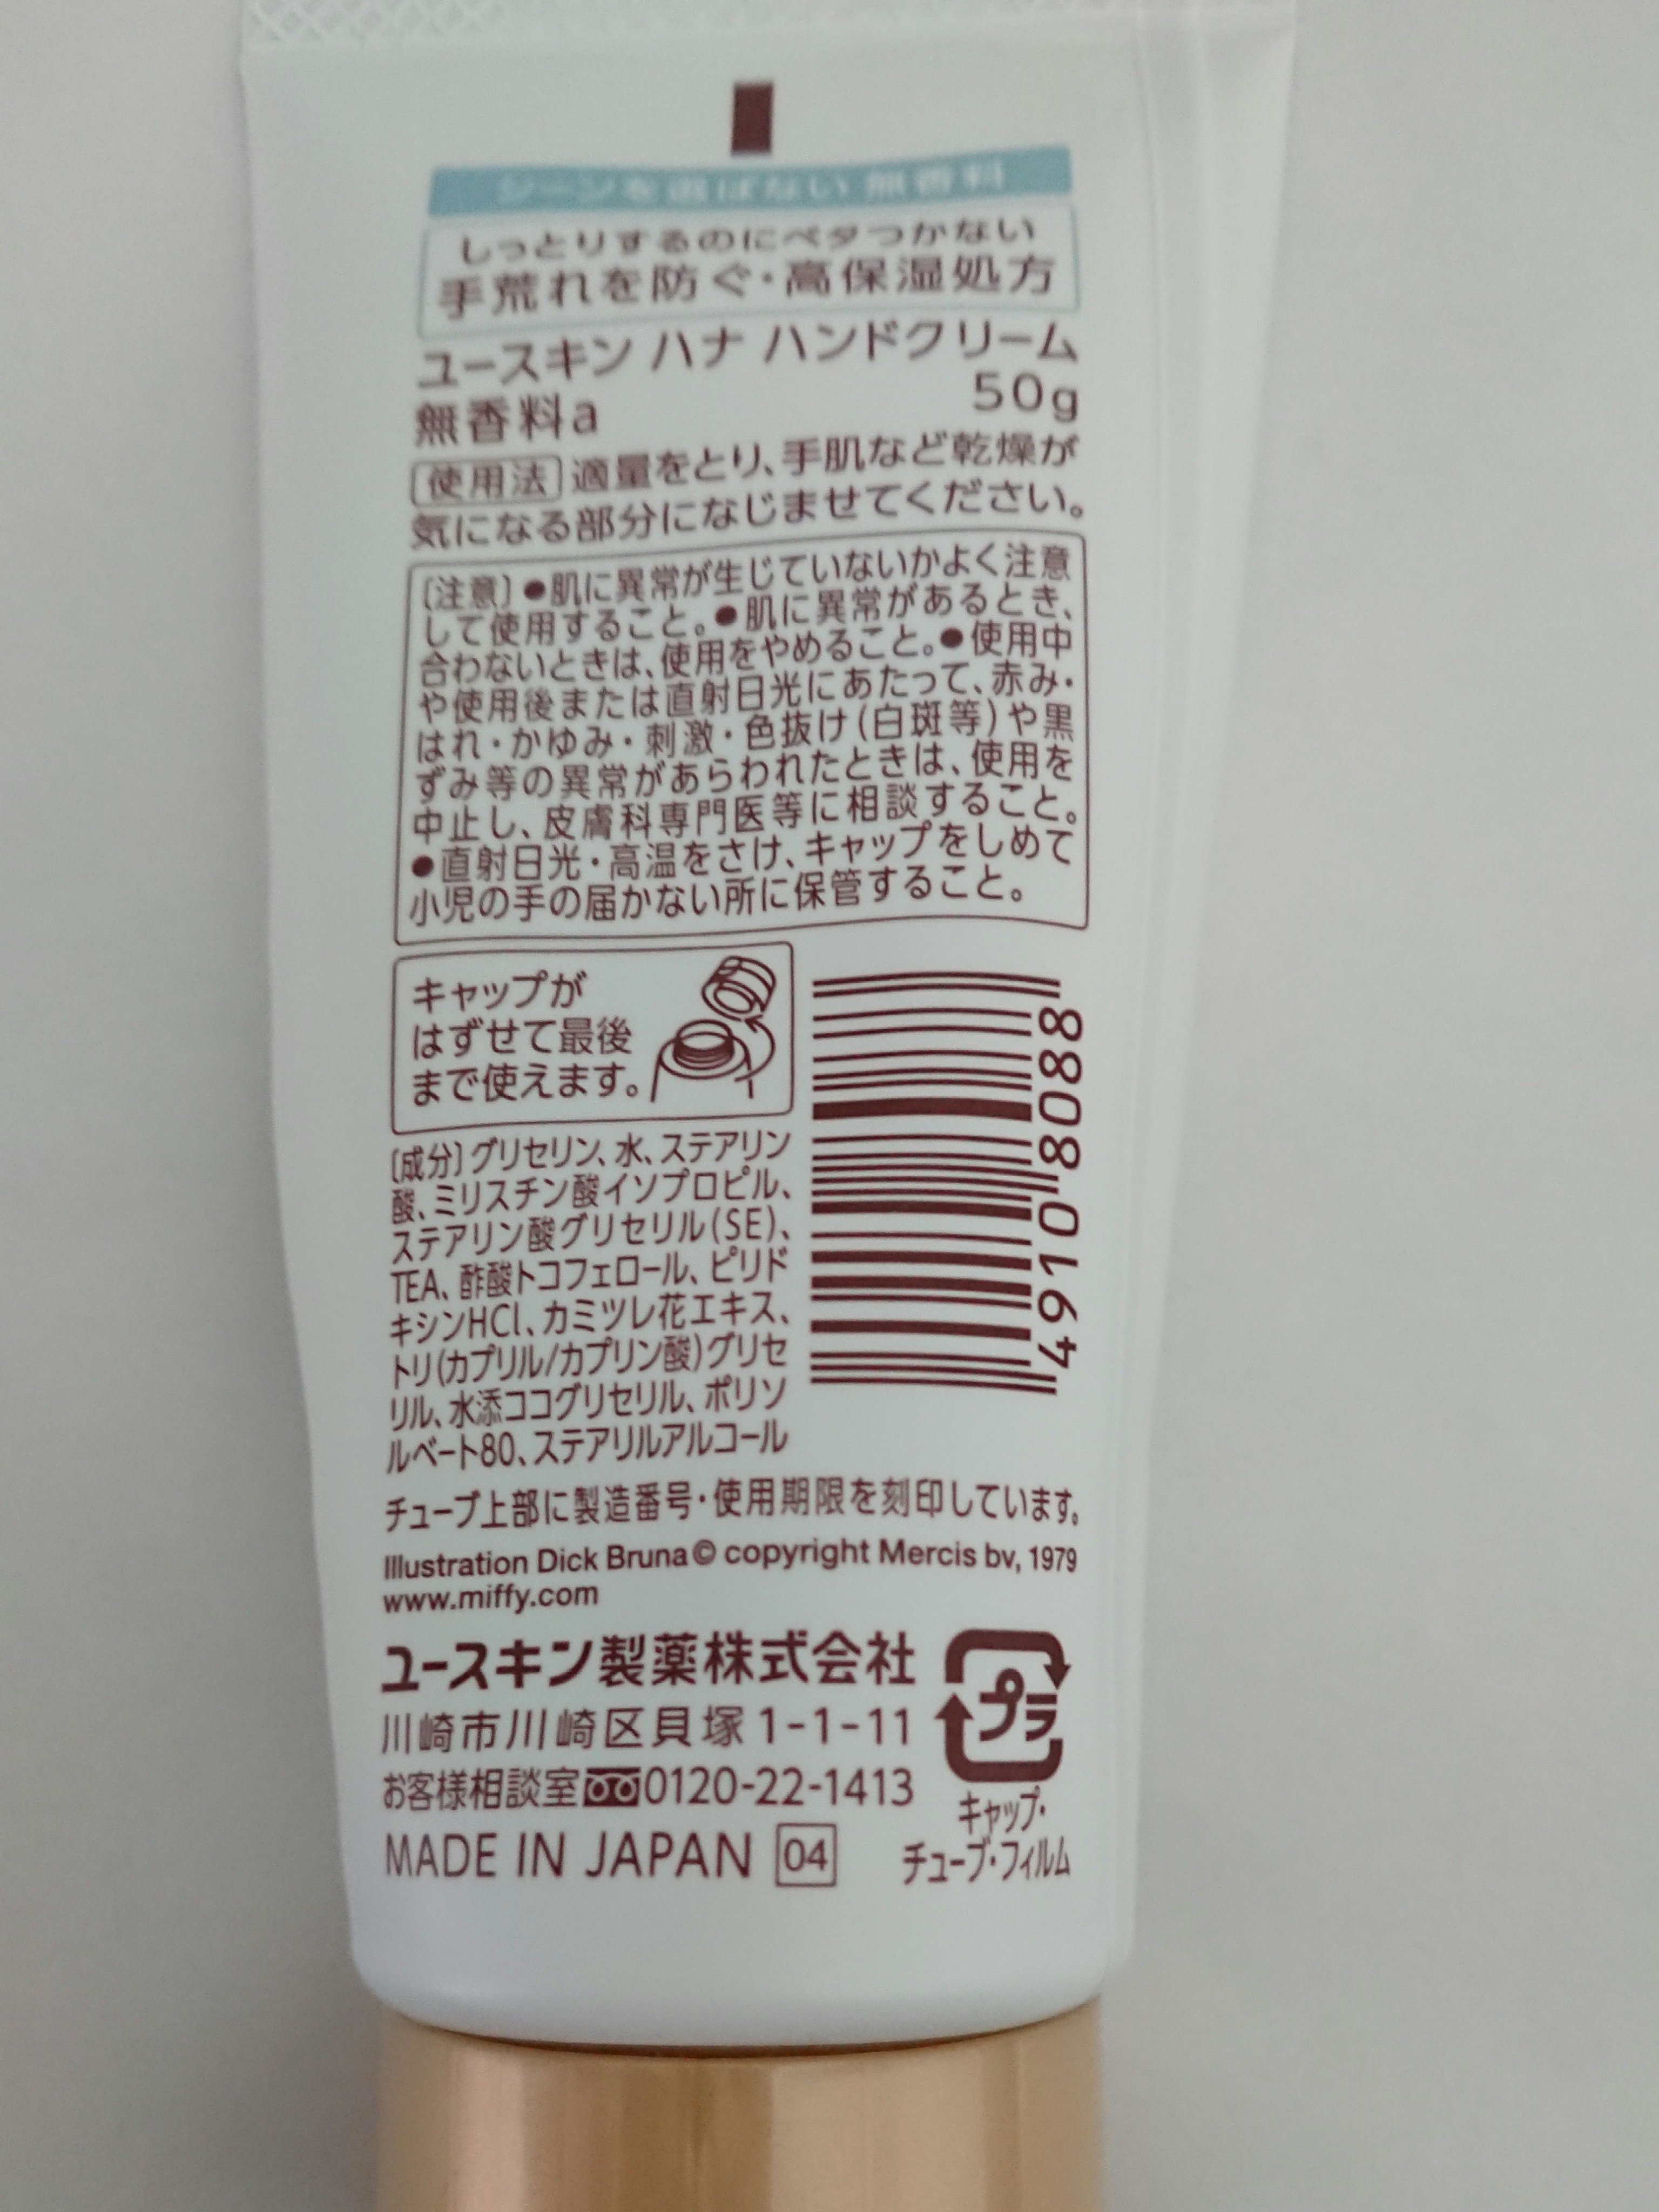 シーンを選ばない 無香料
しっとりするのにベタつかない
手荒れを防ぐ・高保湿処方
ユースキン ハナ ハンドクリーム
無香料a 50g
使用法 適量をとり、手肌など乾燥が
気になる部分になじませてください。
〔注意〕●肌に異常が生じていないかよく注意
して使用すること。●肌に異常があるとき、
合わないときは、使用をやめること。●使用中
や使用後または直射日光にあたって、赤み・
はれ・かゆみ・刺激・色抜け(白斑等)や黒
ずみ等の異常があらわれたときは、使用を
中止し、皮膚科専門医等に相談すること。
●直射日光・高温をさけ、キャップをしめて
小児の手の届かない所に保管すること。
キャップが
はずせて最後
まで使えます。
〔成分〕グリセリン、水、ステアリン
酸、ミリスチン酸イソプロピル、
ステアリン酸グリセリル(SE)、
TEA、酢酸トコフェロール、ピリド
キシンHCl、カミツレ花エキス、
トリ(カプリル/カプリン酸)グリセ
リル、水添ココグリセリル、ポリソ
ルベート80、ステアリルアルコール
4910 8088
チューブ上部に製造番号・使用期限を刻印しています。
Illustration Dick Bruna © copyright Mercis bv, 1979
www.miffy.com
ユースキン製薬株式会社
川崎市川崎区貝塚1-1-11
お客様相談室 0120-22-1413
MADE IN JAPAN 04
プラ
キャップ・
チューブ・フィルム